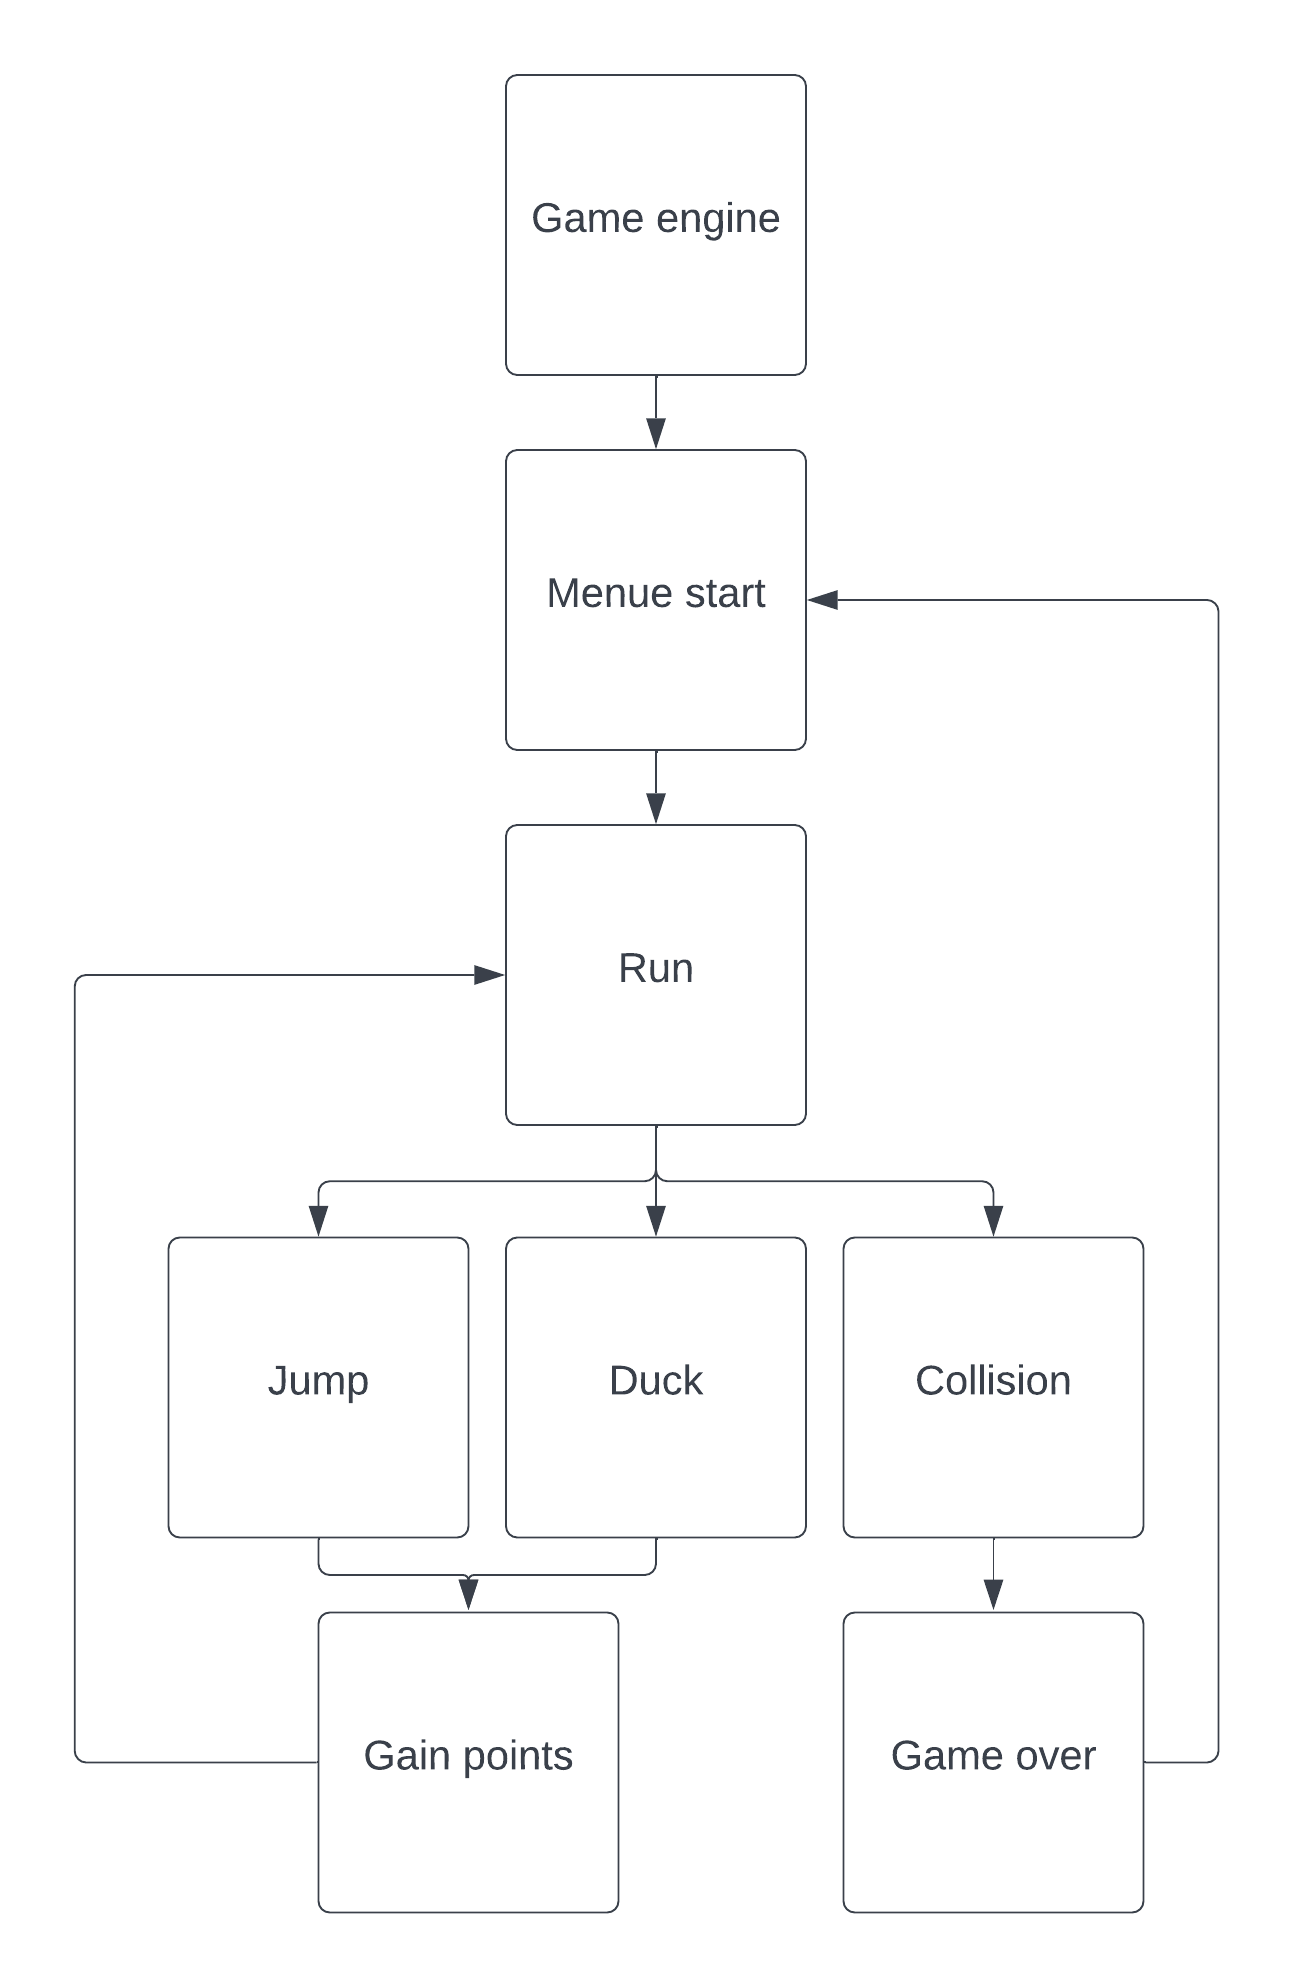 Game engine
Menue start
Run
Jump
Duck
Collision
Gain points
Game over